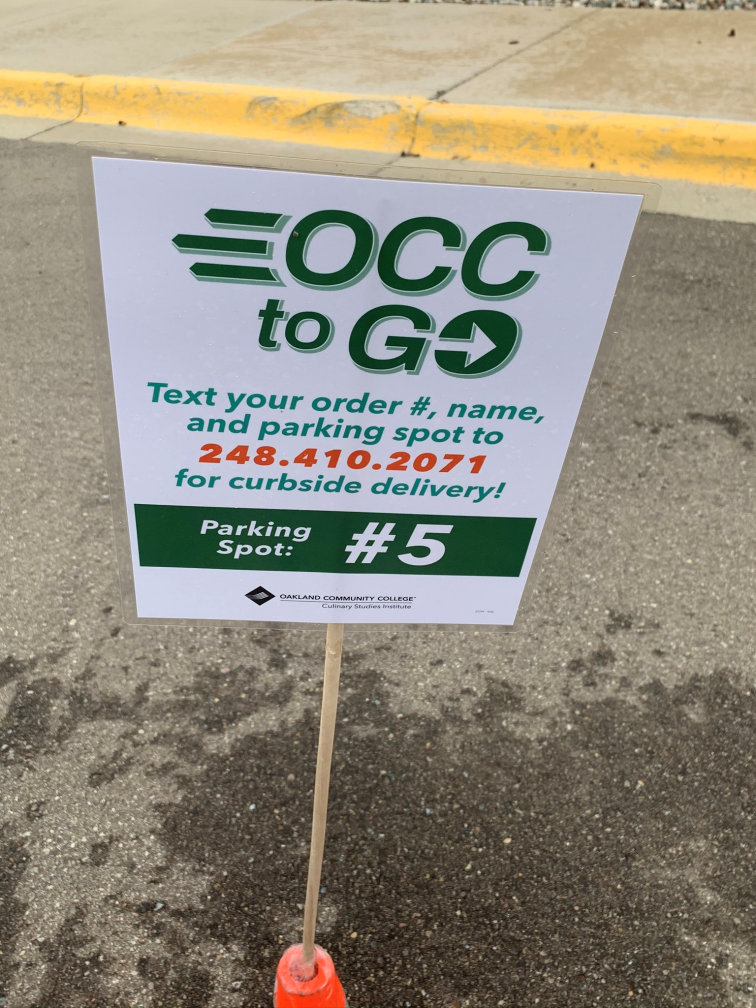 OCC
to GO
Text your order #, name,
and parking spot to
248.410.2071
for curbside delivery!
Parking
Spot:
#5
OAKLAND COMMUNITY COLLEGE
Culinary Studies Institute